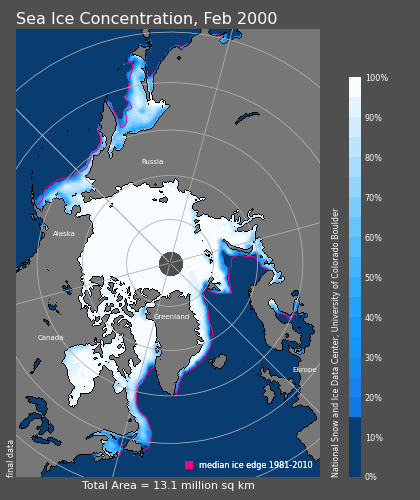 Sea Ice Concentration, Feb 2000
Russia
Alaska
Greenland
Canada
Europe
median ice edge 1981-2010
Total Area = 13.1 million sq km
final data
National Snow and Ice Data Center, University of Colorado Boulder
100%
90%
80%
70%
60%
50%
40%
30%
20%
10%
0%